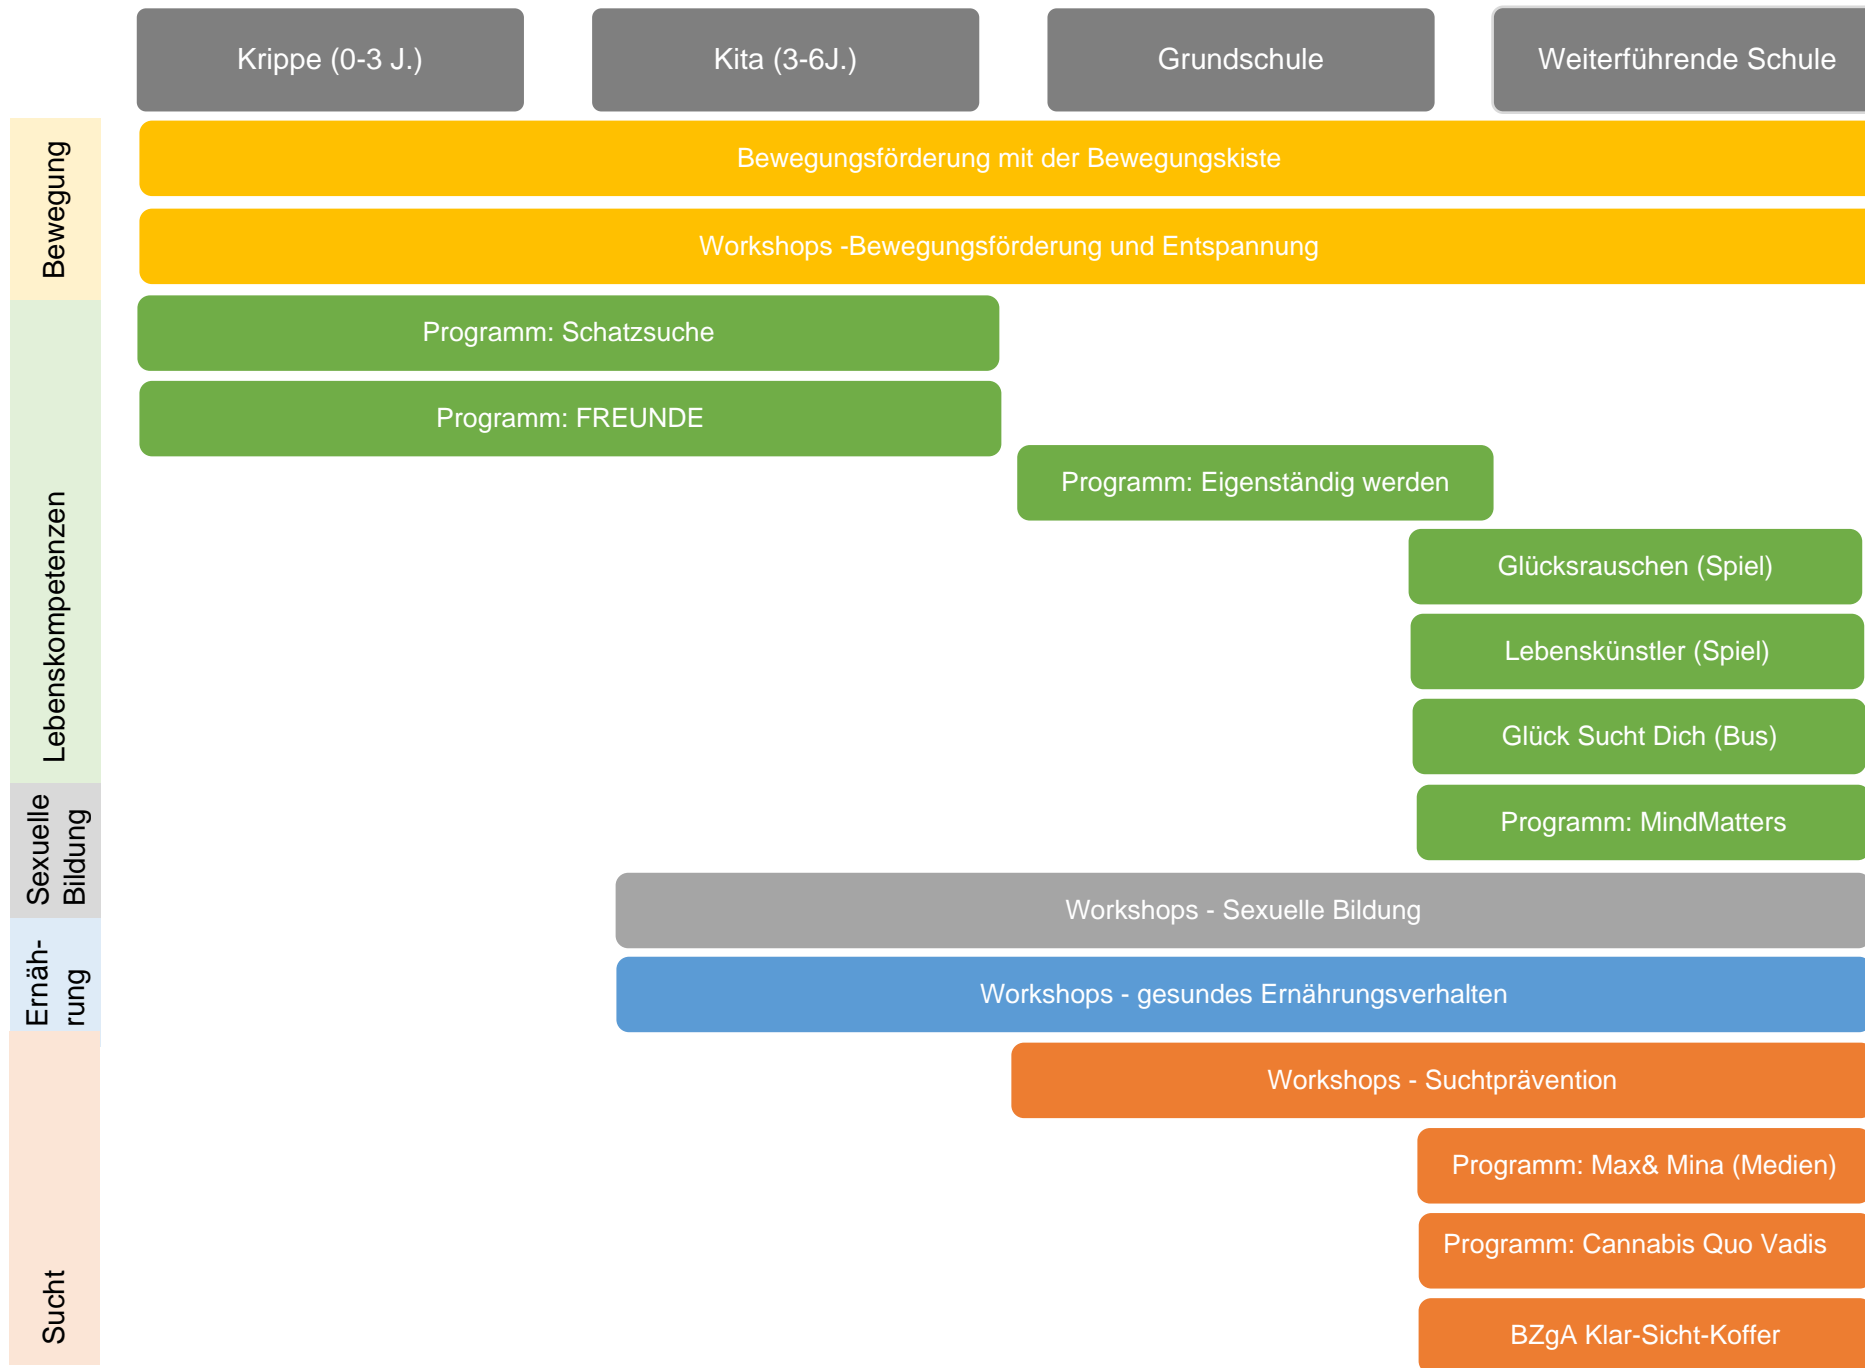 Krippe (0-3 J.)
Kita (3-6J.)
Grundschule
Weiterführende Schule
Bewegung
Bewegungsförderung mit der Bewegungskiste
Workshops -Bewegungsförderung und Entspannung
Lebenskompetenzen
Programm: Schatzsuche
Programm: FREUNDE
Programm: Eigenständig werden
Glücksrauschen (Spiel)
Lebenskünstler (Spiel)
Glück Sucht Dich (Bus)
Programm: MindMatters
Sexuelle
Bildung
Workshops - Sexuelle Bildung
Ernäh-
rung
Workshops - gesundes Ernährungsverhalten
Sucht
Workshops - Suchtprävention
Programm: Max& Mina (Medien)
Programm: Cannabis Quo Vadis
BZgA Klar-Sicht-Koffer